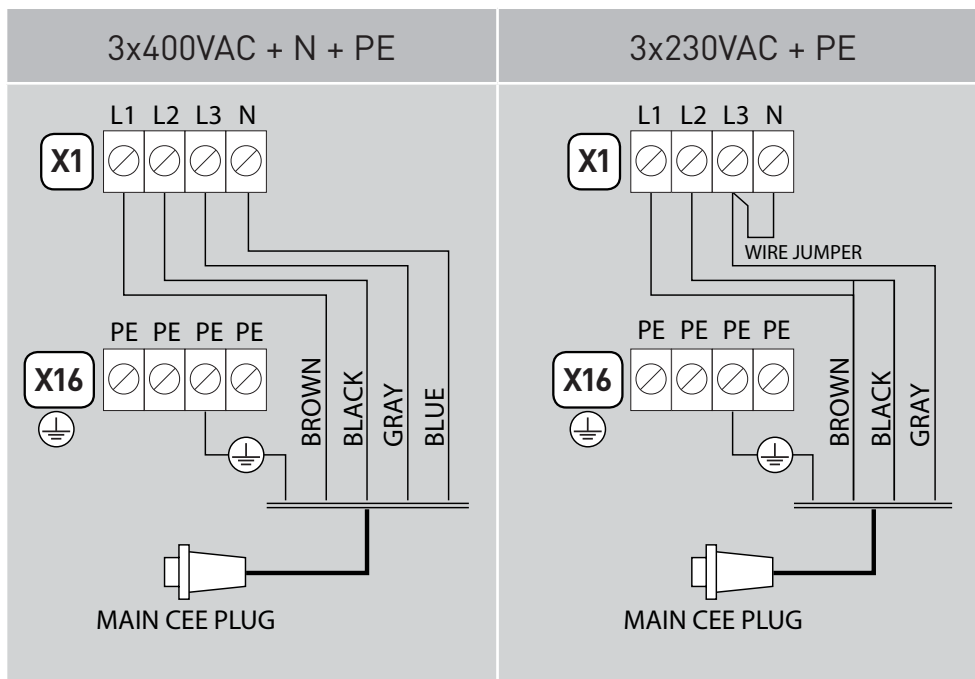 3x400VAC + N + PE
L1 L2 L3 N
X1
PE PE PE PE
X16
BROWN
BLACK
GRAY
BLUE
MAIN CEE PLUG
3x230VAC + PE
L1 L2 L3 N
X1
WIRE JUMPER
PE PE PE PE
X16
BROWN
BLACK
GRAY
MAIN CEE PLUG